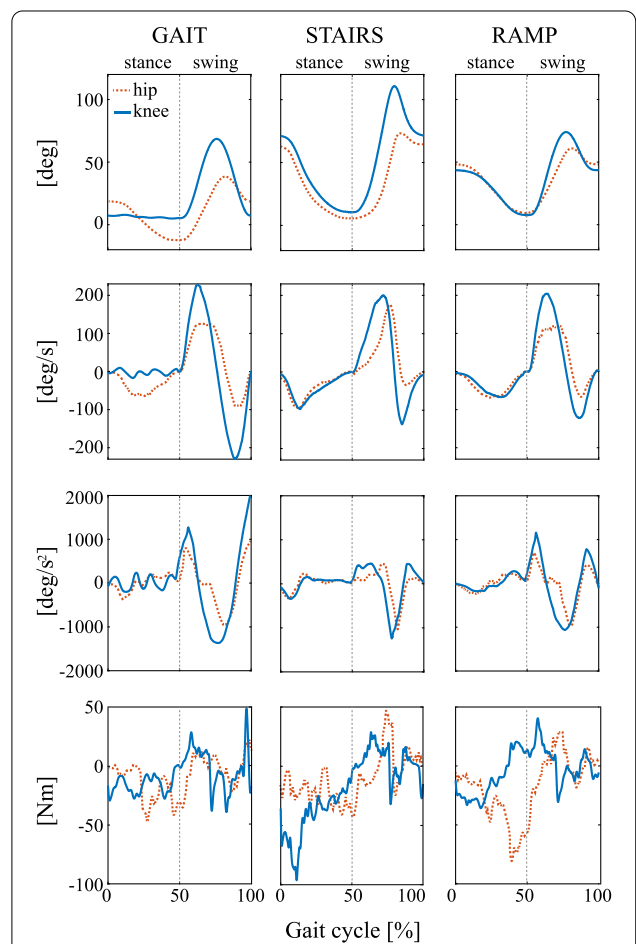 GAIT STAIRS RAMP
stance swing stance swing stance swing
hip
knee
100
50
0
[deg]
200
100
0
-100
-200
[deg/s]
2000
1000
0
-1000
-2000
[deg/s²]
50
0
-50
-100
[Nm]
0 50 100 0 50 100 0 50 100
Gait cycle [%]